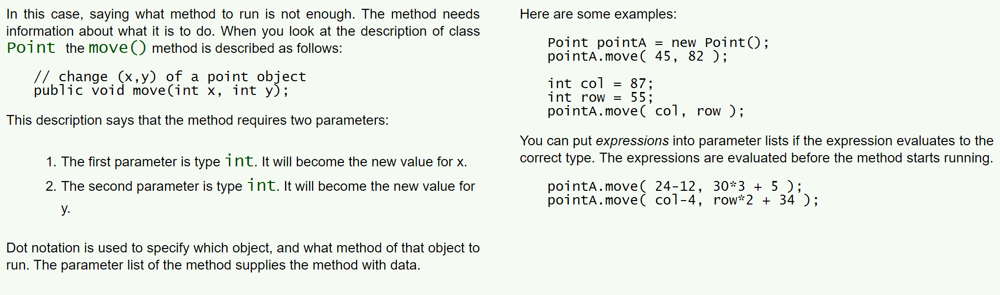 In this case, saying what method to run is not enough. The method needs
information about what it is to do. When you look at the description of class
Point the move() method is described as follows:
// change (x,y) of a point object
public void move(int x, int y);
This description says that the method requires two parameters:
1. The first parameter is type int. It will become the new value for x.
2. The second parameter is type int. It will become the new value for
y.
Dot notation is used to specify which object, and what method of that object to
run. The parameter list of the method supplies the method with data.
Here are some examples:
Point pointA = new Point();
pointA.move( 45, 82 );
int col = 87;
int row = 55;
pointA.move( col, row );
You can put expressions into parameter lists if the expression evaluates to the
correct type. The expressions are evaluated before the method starts running.
pointA.move( 24-12, 30*3 + 5 );
pointA.move( col-4, row*2 + 34 );